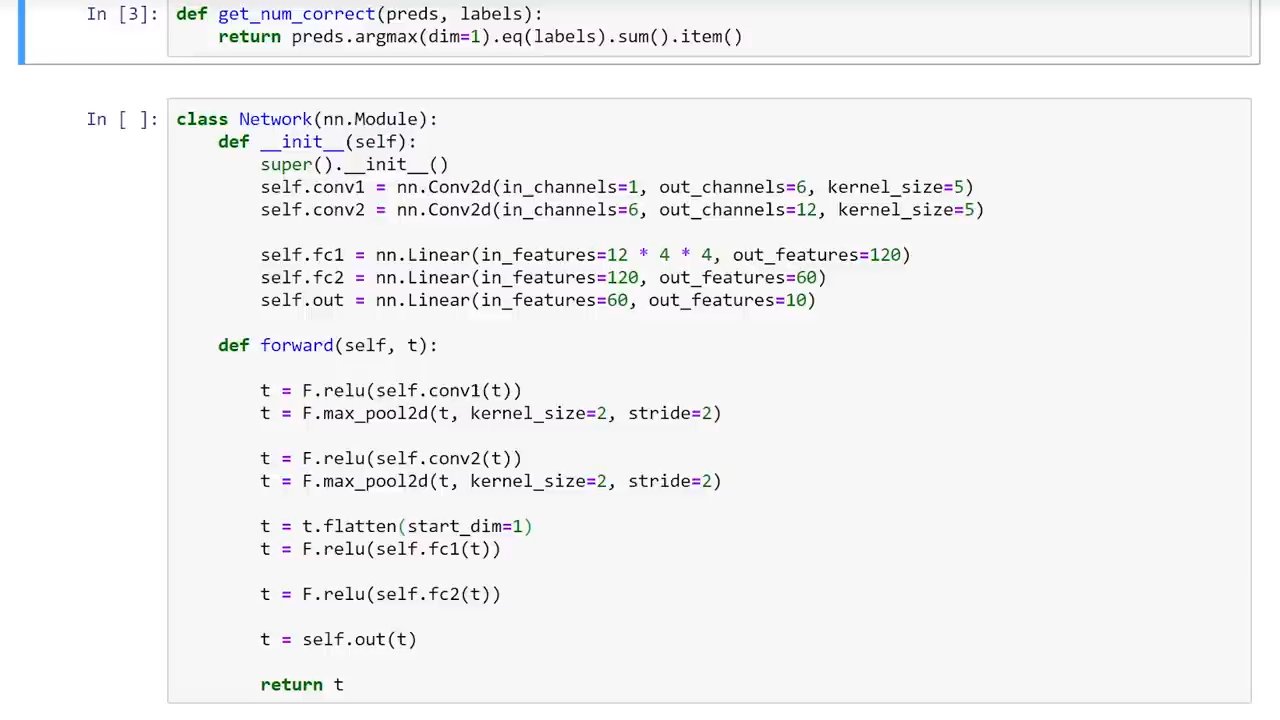 In [3]: def get_num_correct(preds, labels):
    return preds.argmax(dim=1).eq(labels).sum().item()
In [ ]: class Network(nn.Module):
    def __init__(self):
        super().__init__()
        self.conv1 = nn.Conv2d(in_channels=1, out_channels=6, kernel_size=5)
        self.conv2 = nn.Conv2d(in_channels=6, out_channels=12, kernel_size=5)
        self.fc1 = nn.Linear(in_features=12 * 4 * 4, out_features=120)
        self.fc2 = nn.Linear(in_features=120, out_features=60)
        self.out = nn.Linear(in_features=60, out_features=10)
    def forward(self, t):
        t = F.relu(self.conv1(t))
        t = F.max_pool2d(t, kernel_size=2, stride=2)
        t = F.relu(self.conv2(t))
        t = F.max_pool2d(t, kernel_size=2, stride=2)
        t = t.flatten(start_dim=1)
        t = F.relu(self.fc1(t))
        t = F.relu(self.fc2(t))
        t = self.out(t)
        return t